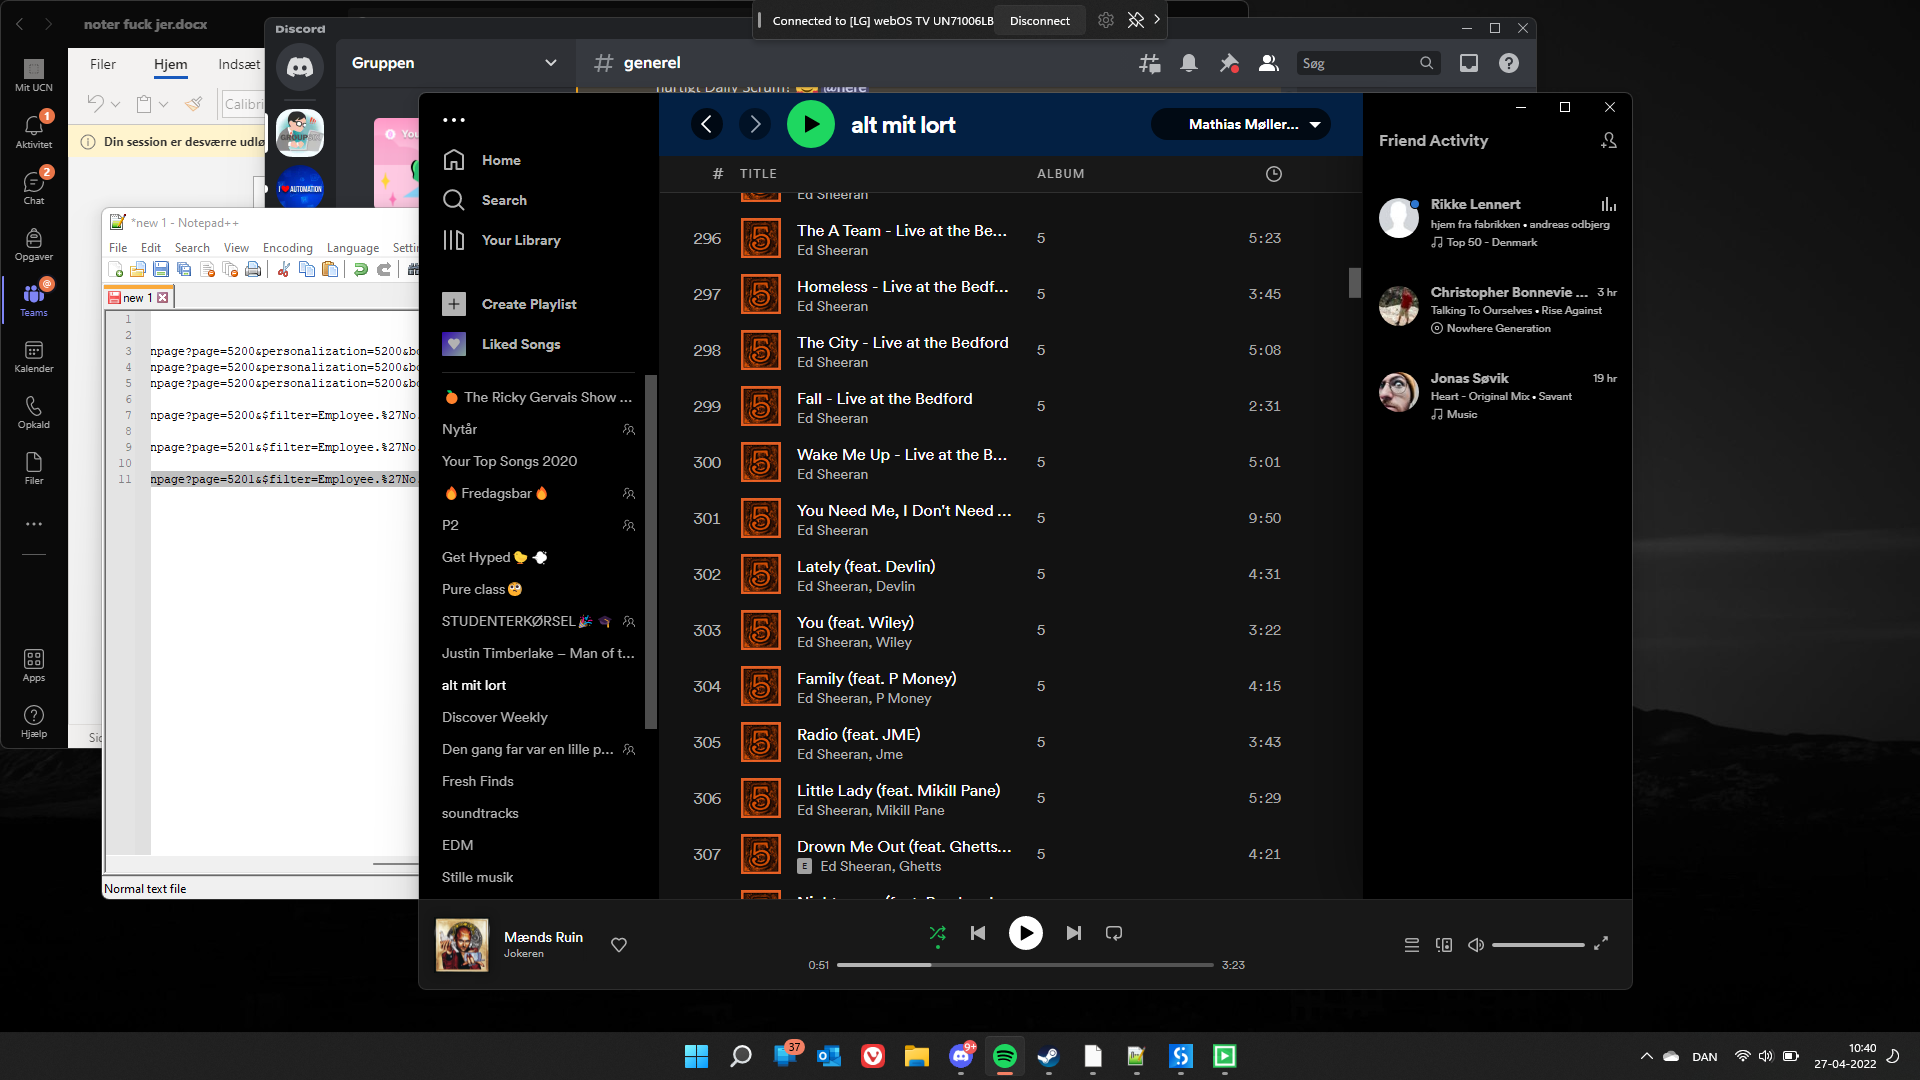 noter fuck jer.docx
Connected to [LG] webOS TV UN71006LB
Disconnect
Mit UCN
Aktivitet
1
Chat
2
Opgaver
Teams
Kalender
Opkald
Filer
Apps
Hjælp
Filer
Hjem
Indsæt
Calibri
Din session er desværre udlø
Discord
Gruppen
generel
Søg
hurtigt Daily Scrum? @here
I AUTOMATION
*new 1 - Notepad++
File Edit Search View Encoding Language Settin
new 1
1
2
3 npage?page=5200&personalization=5200&bo
4 npage?page=5200&personalization=5200&bo
5 npage?page=5200&personalization=5200&bo
6
7 npage?page=5200&$filter=Employee.%27No.
8
9 npage?page=5201&$filter=Employee.%27No.
10
11 npage?page=5201&$filter=Employee.%27No.
Normal text file
Home
Search
Your Library
Create Playlist
Liked Songs
The Ricky Gervais Show ...
Nytår
Your Top Songs 2020
🔥Fredagsbar🔥
P2
Get Hyped
Pure class
STUDENTERKØRSEL🎉🎓
Justin Timberlake – Man of t...
alt mit lort
Discover Weekly
Den gang far var en lille p...
Fresh Finds
soundtracks
EDM
Stille musik
alt mit lort
Mathias Møller...
# TITLE ALBUM
Ed Sheeran
296 The A Team - Live at the Be... 5 5:23
Ed Sheeran
297 Homeless - Live at the Bedf... 5 3:45
Ed Sheeran
298 The City - Live at the Bedford 5 5:08
Ed Sheeran
299 Fall - Live at the Bedford 5 2:31
Ed Sheeran
300 Wake Me Up - Live at the B... 5 5:01
Ed Sheeran
301 You Need Me, I Don't Need ... 5 9:50
Ed Sheeran
302 Lately (feat. Devlin) 5 4:31
Ed Sheeran, Devlin
303 You (feat. Wiley) 5 3:22
Ed Sheeran, Wiley
304 Family (feat. P Money) 5 4:15
Ed Sheeran, P Money
305 Radio (feat. JME) 5 3:43
Ed Sheeran, Jme
306 Little Lady (feat. Mikill Pane) 5 5:29
Ed Sheeran, Mikill Pane
307 Drown Me Out (feat. Ghetts... 5 4:21
E Ed Sheeran, Ghetts
Friend Activity
Rikke Lennert
hjem fra fabrikken • andreas odbjerg
Top 50 - Denmark
Christopher Bonnevie ... 3 hr
Talking To Ourselves • Rise Against
Nowhere Generation
Jonas Søvik 19 hr
Heart - Original Mix • Savant
Music
Mænds Ruin
Jokeren
0:51
3:23
37
9+
DAN
10:40
27-04-2022